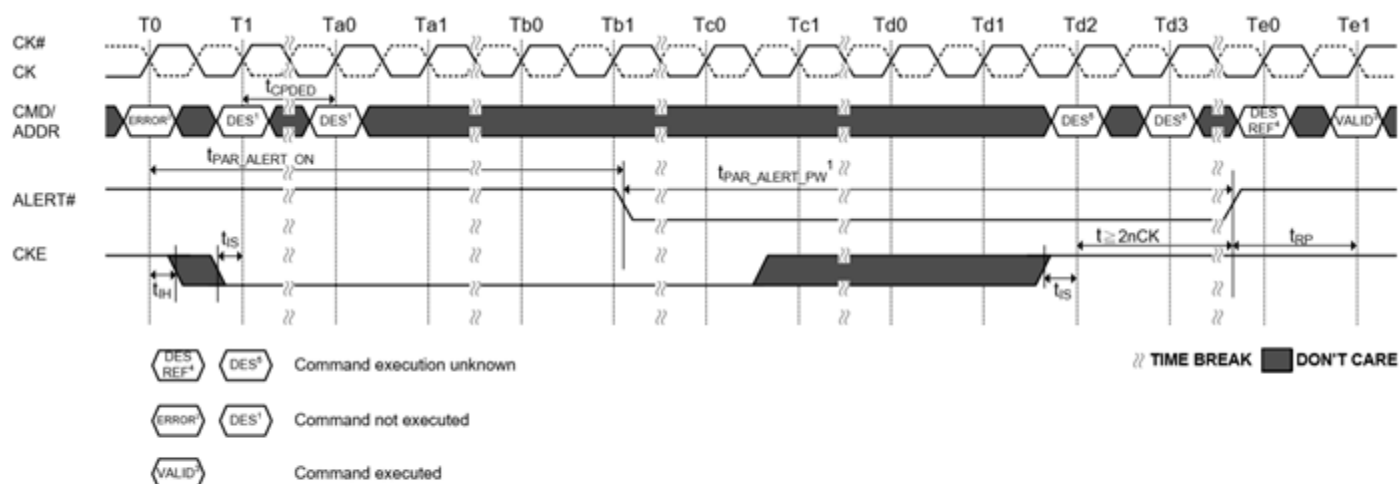 T0 T1 Ta0 Ta1 Tb0 Tb1 Tc0 Tc1 Td0 Td1 Td2 Td3 Te0 Te1
CK#
CK
tCPDED
CMD/
ADDR
ERROR² DES¹ DES¹ DES⁵ DES⁵ DES REF⁴ VALID³
tPAR_ALERT_ON
tPAR_ALERT_PW¹
ALERT#
tIS t≧2nCK tRP
CKE
tIH tIS
DES REF⁴ DES⁵ Command execution unknown
TIME BREAK DON'T CARE
ERROR² DES¹ Command not executed
VALID³ Command executed